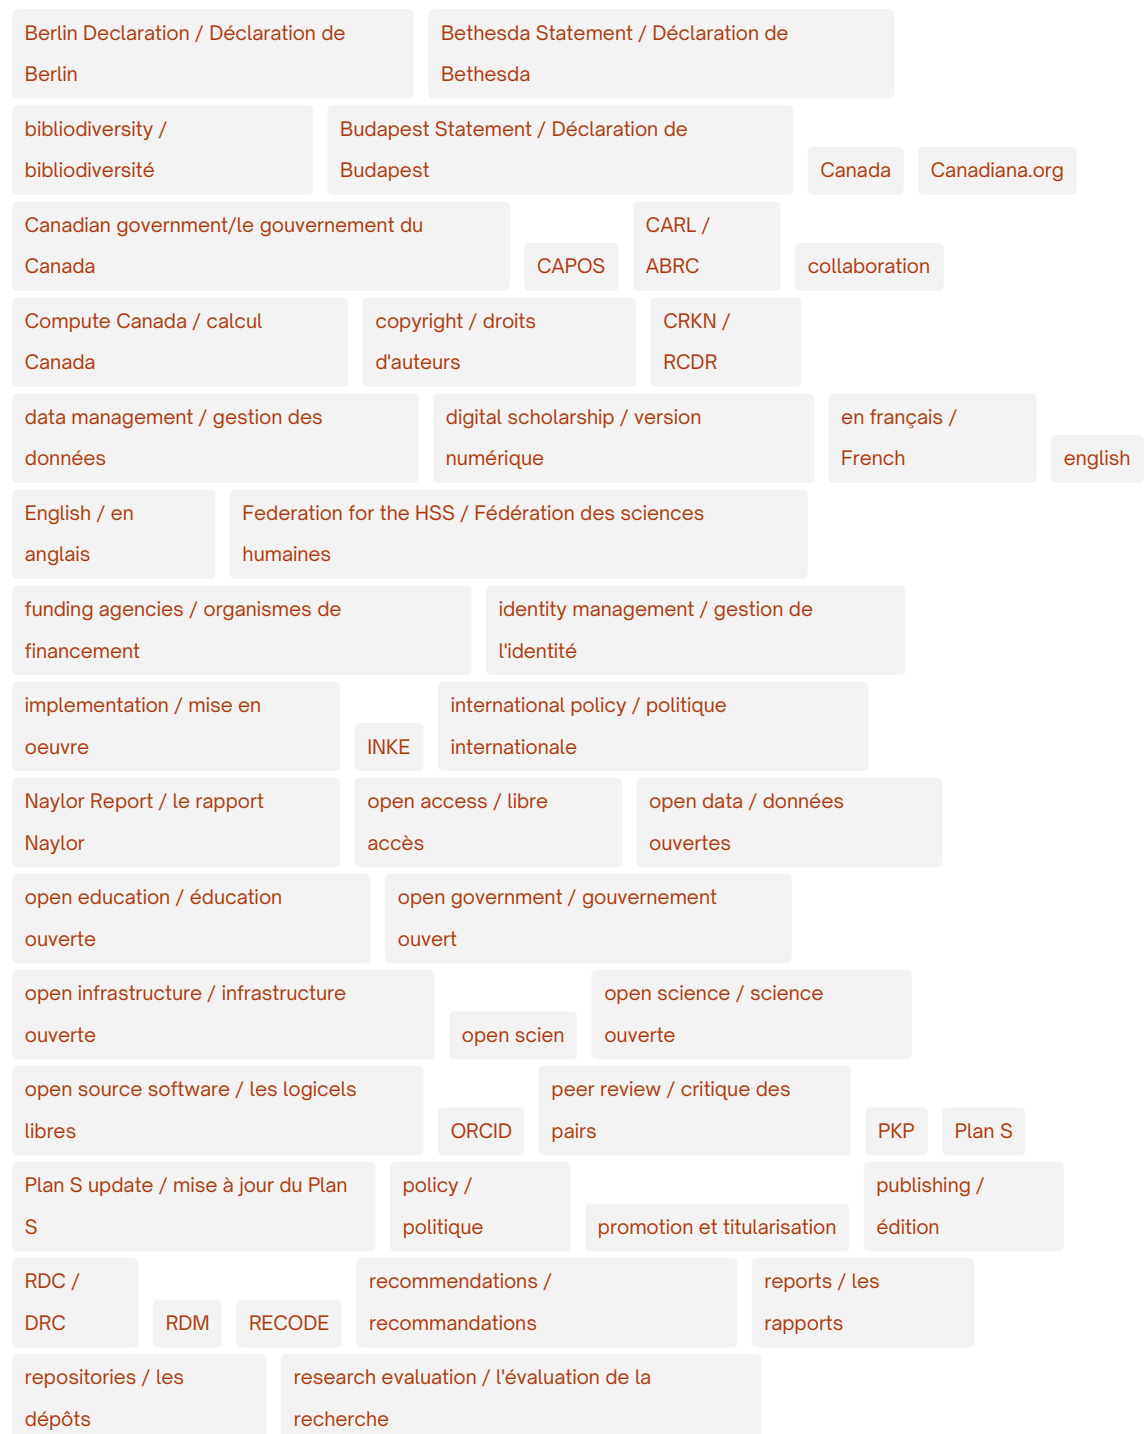 Berlin Declaration / Déclaration de
Berlin
Bethesda Statement / Déclaration de
Bethesda
bibliodiversity /
bibliodiversité
Budapest Statement / Déclaration de
Budapest
Canada
Canadiana.org
Canadian government/le gouvernement du
Canada
CAPOS
CARL /
ABRC
collaboration
Compute Canada / calcul
Canada
copyright / droits
d'auteurs
CRKN /
RCDR
data management / gestion des
données
digital scholarship / version
numérique
en français /
French
english
English / en
anglais
Federation for the HSS / Fédération des sciences
humaines
funding agencies / organismes de
financement
identity management / gestion de
l'identité
implementation / mise en
oeuvre
INKE
international policy / politique
internationale
Naylor Report / le rapport
Naylor
open access / libre
accès
open data / données
ouvertes
open education / éducation
ouverte
open government / gouvernement
ouvert
open infrastructure / infrastructure
ouverte
open scien
open science / science
ouverte
open source software / les logicels
libres
ORCID
peer review / critique des
pairs
PKP
Plan S
Plan S update / mise à jour du Plan
S
policy /
politique
promotion et titularisation
publishing /
édition
RDC /
DRC
RDM
RECODE
recommendations /
recommandations
reports / les
rapports
repositories / les
dépôts
research evaluation / l'évaluation de la
recherche